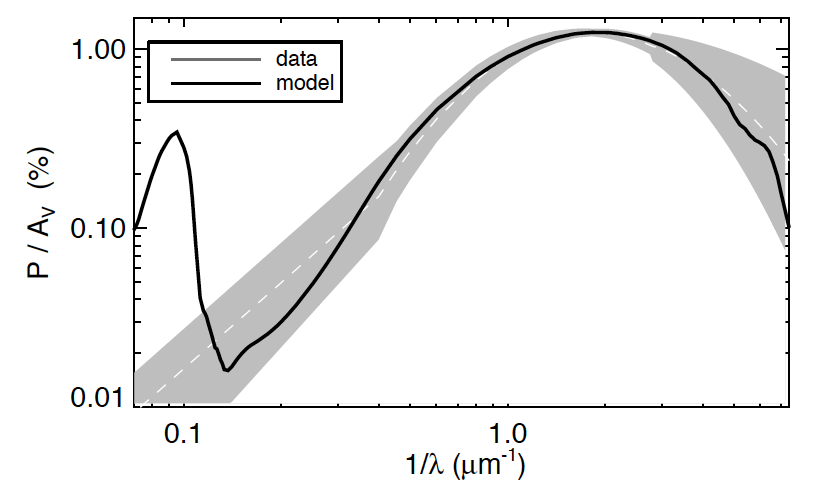 1.00
data
model
P / A_V (%)
0.10
0.01
0.1
1.0
1/λ (μm⁻¹)